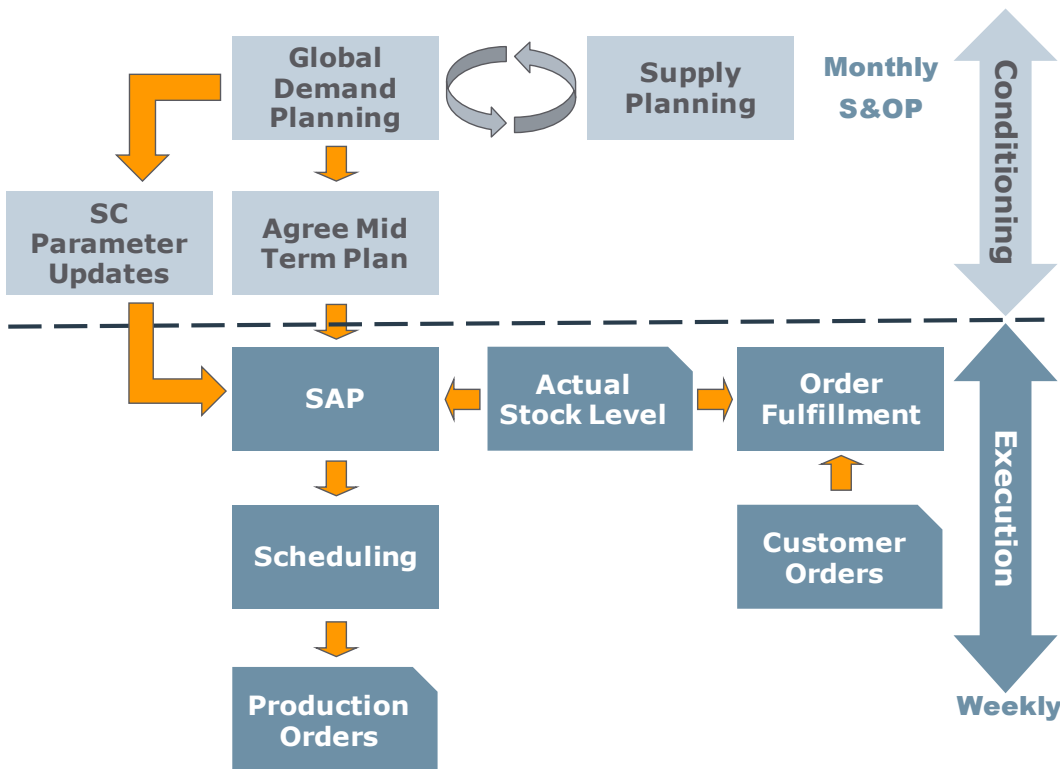 Global
Demand
Planning
Supply
Planning
Monthly
S&OP
Conditioning
SC
Parameter
Updates
Agree Mid
Term Plan
SAP
Actual
Stock Level
Order
Fulfillment
Execution
Scheduling
Customer
Orders
Production
Orders
Weekly